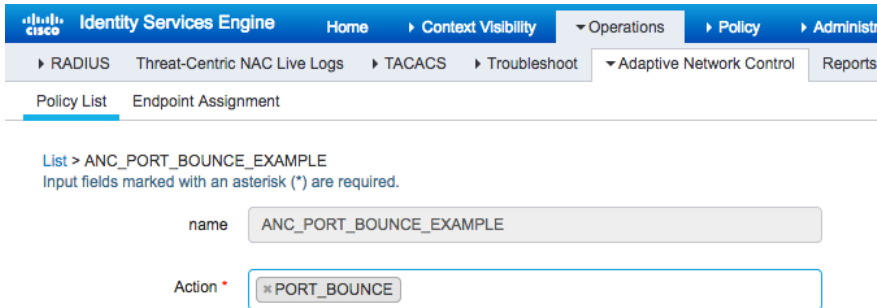 cisco Identity Services Engine Home Context Visibility Operations Policy Administr
RADIUS Threat-Centric NAC Live Logs TACACS Troubleshoot Adaptive Network Control Reports
Policy List Endpoint Assignment
List > ANC_PORT_BOUNCE_EXAMPLE
Input fields marked with an asterisk (*) are required.
name ANC_PORT_BOUNCE_EXAMPLE
Action * PORT_BOUNCE